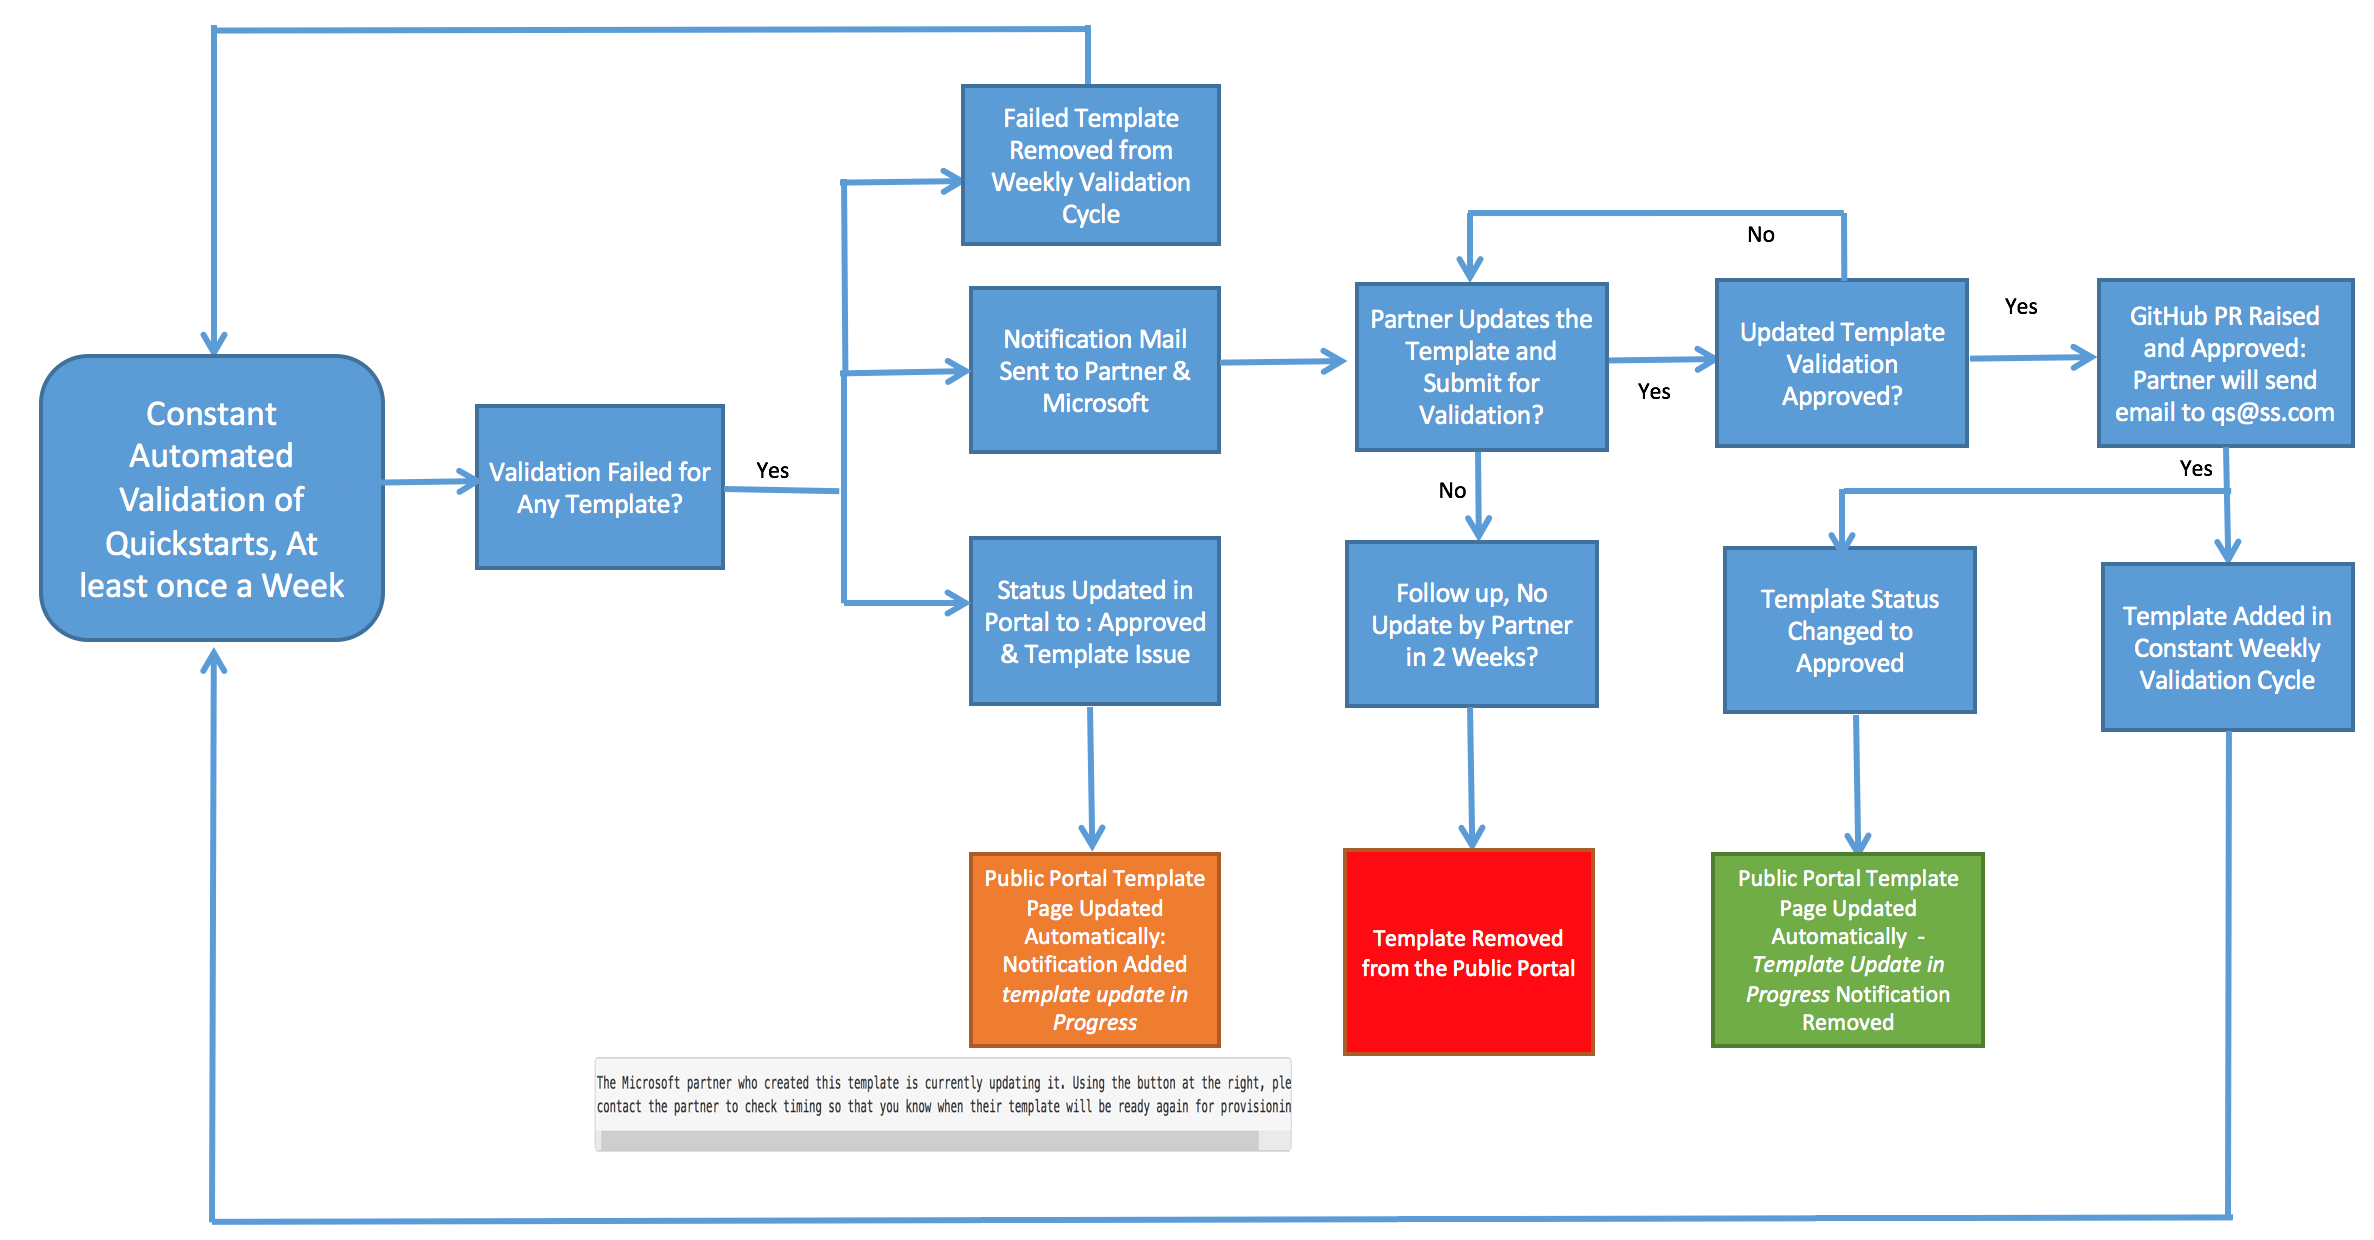 Failed Template
Removed from
Weekly Validation
Cycle
No
Constant
Automated
Validation of
Quickstarts, At
least once a Week
Validation Failed for
Any Template?
Yes
Notification Mail
Sent to Partner &
Microsoft
Partner Updates the
Template and
Submit for
Validation?
Yes
Updated Template
Validation
Approved?
Yes
GitHub PR Raised
and Approved:
Partner will send
email to qs@ss.com
Yes
No
Status Updated in
Portal to : Approved
& Template Issue
Follow up, No
Update by Partner
in 2 Weeks?
Template Status
Changed to
Approved
Template Added in
Constant Weekly
Validation Cycle
Public Portal Template
Page Updated
Automatically:
Notification Added
template update in
Progress
Template Removed
from the Public Portal
Public Portal Template
Page Updated
Automatically -
Template Update in
Progress Notification
Removed
The Microsoft partner who created this template is currently updating it. Using the button at the right, ple
contact the partner to check timing so that you know when their template will be ready again for provisionin